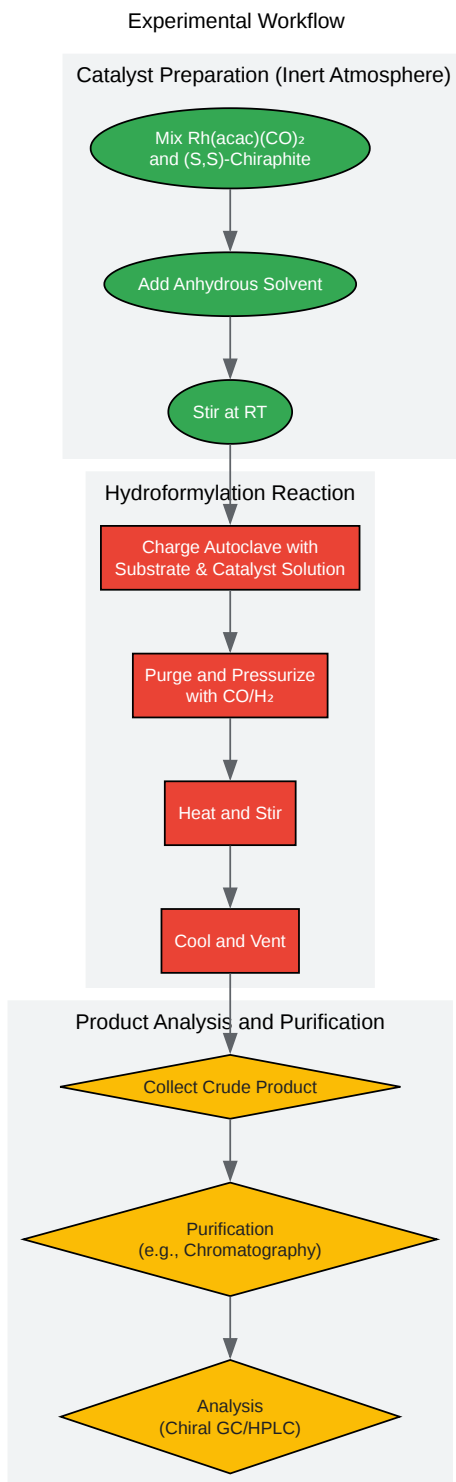 Experimental Workflow
Catalyst Preparation (Inert Atmosphere)
Mix Rh(acac)(CO)₂
and (S,S)-Chiraphite
Add Anhydrous Solvent
Stir at RT
Hydroformylation Reaction
Charge Autoclave with
Substrate & Catalyst Solution
Purge and Pressurize
with CO/H₂
Heat and Stir
Cool and Vent
Product Analysis and Purification
Collect Crude Product
Purification
(e.g., Chromatography)
Analysis
(Chiral GC/HPLC)